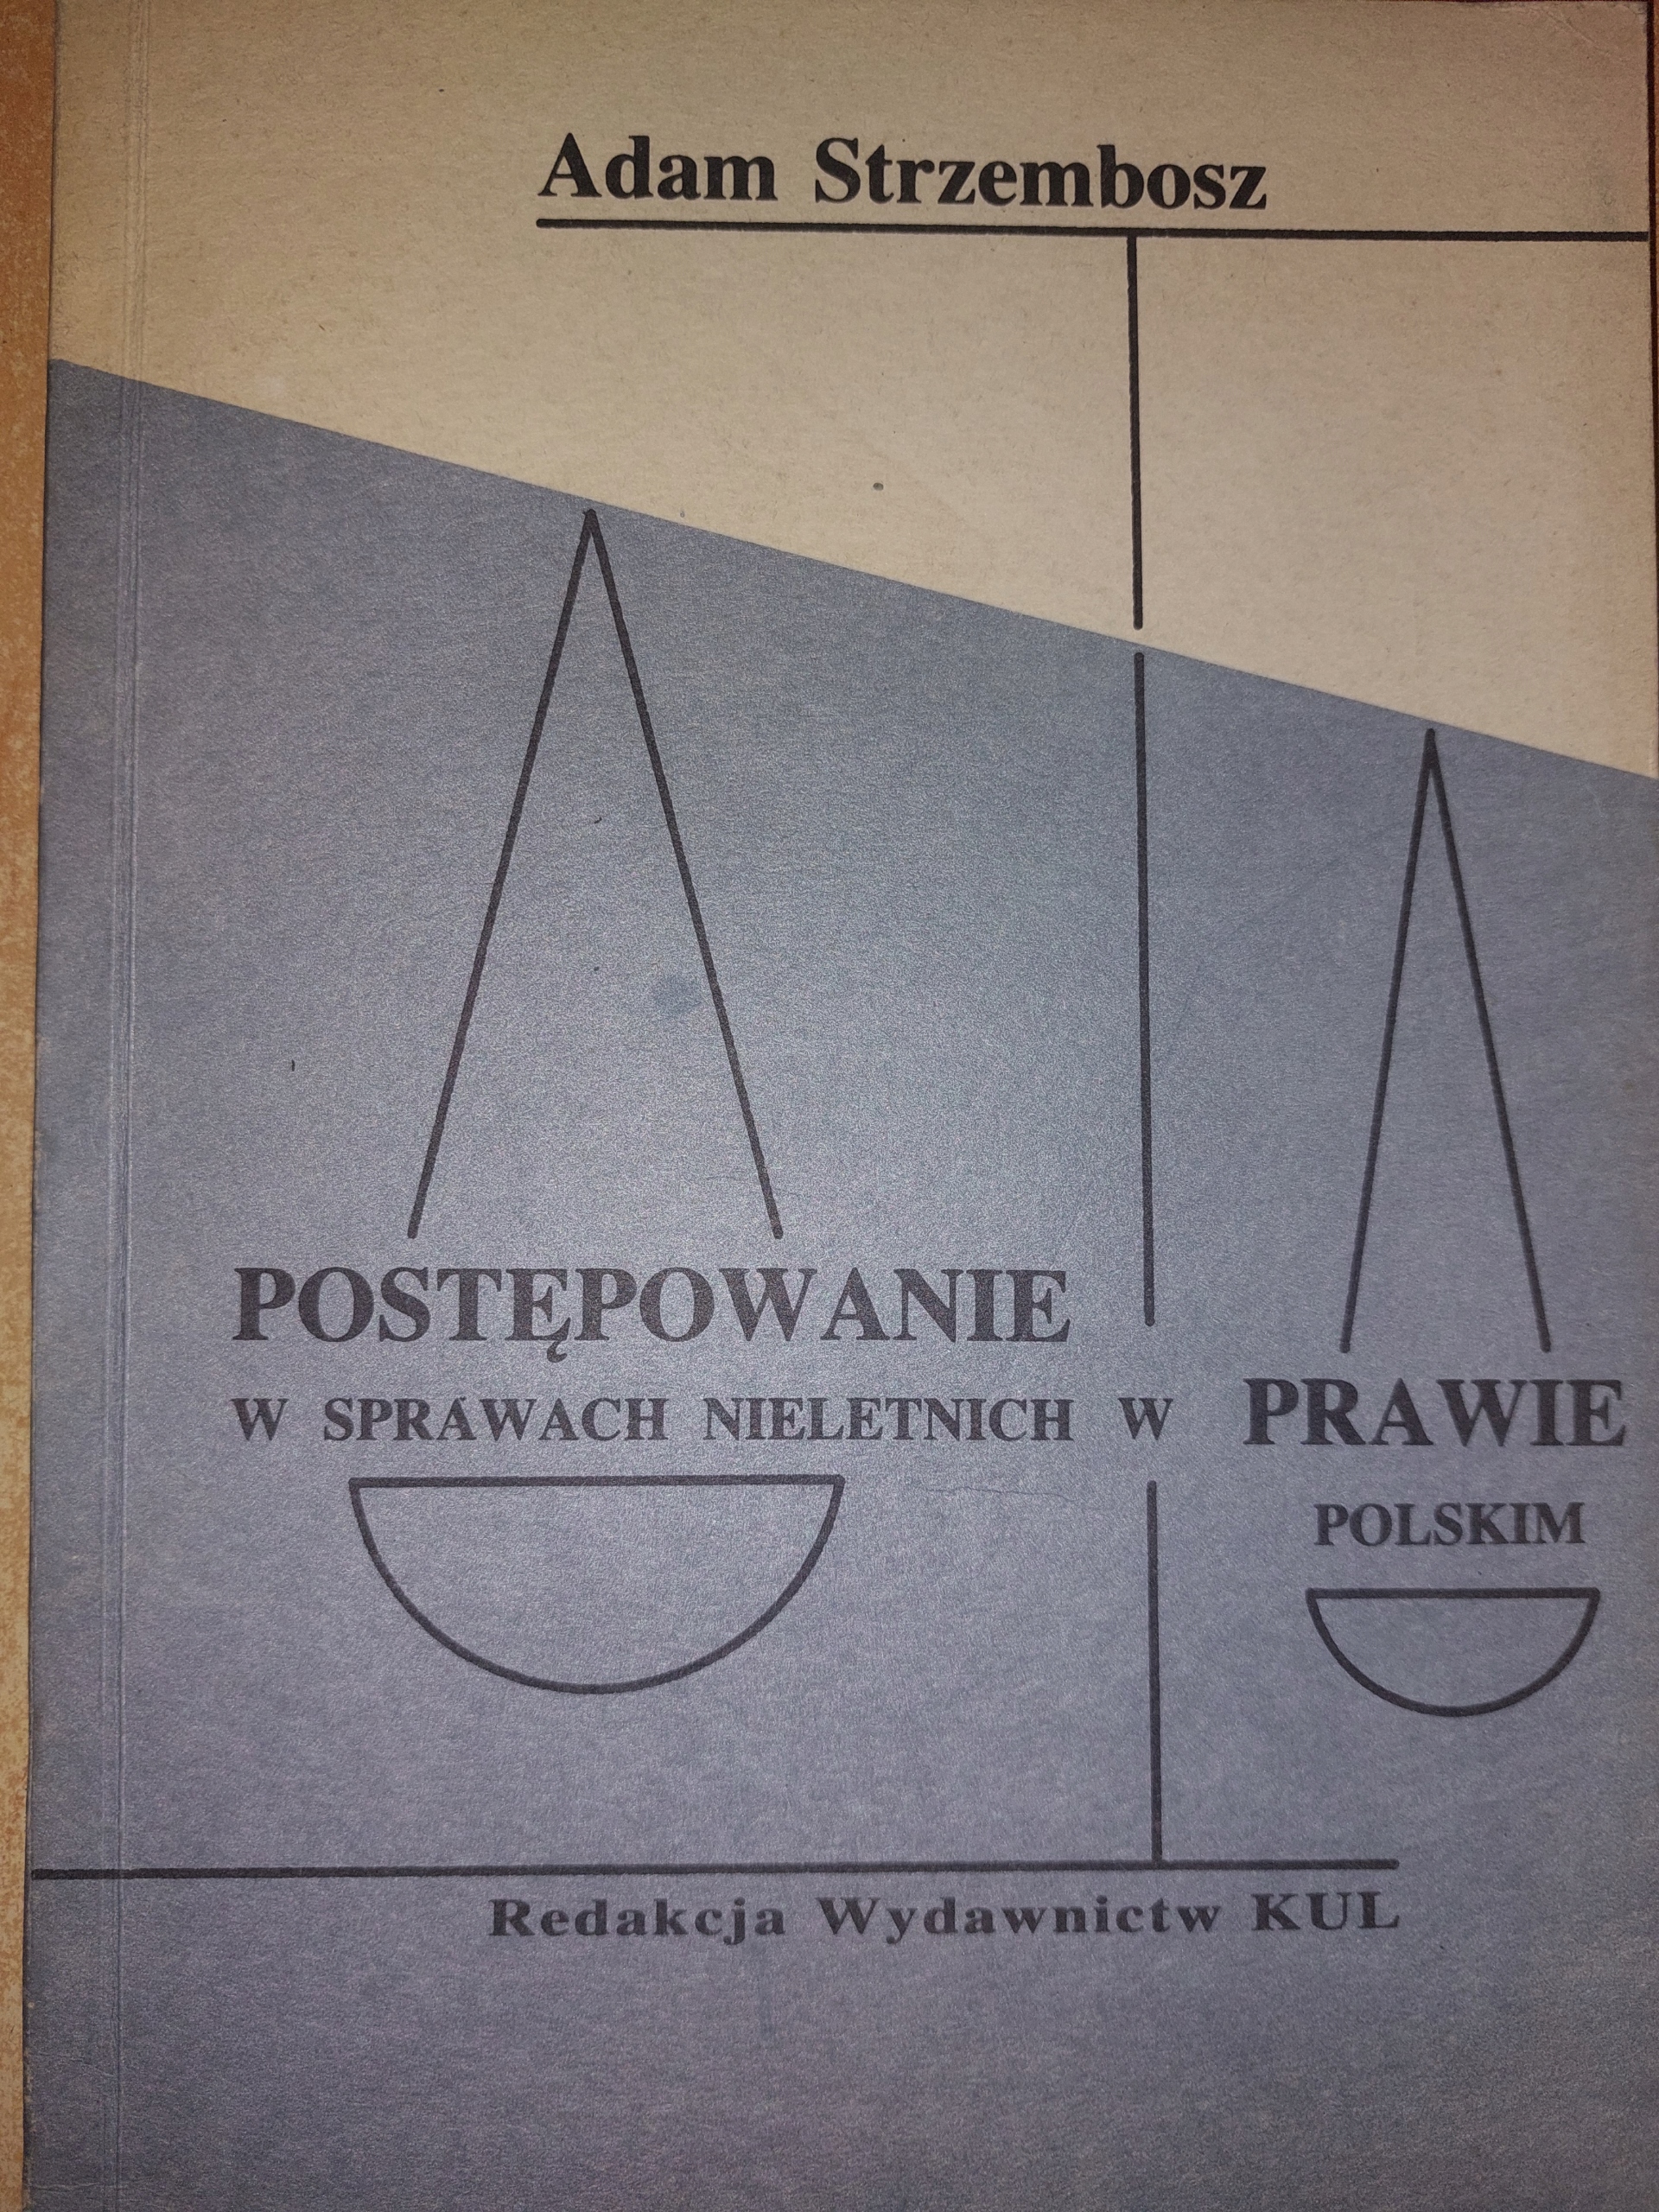 Adam Strzembosz
POSTĘPOWANIE
W SPRAWACH NIELETNICH W PRAWIE
POLSKIM
Redakcja Wydawnictw KUL